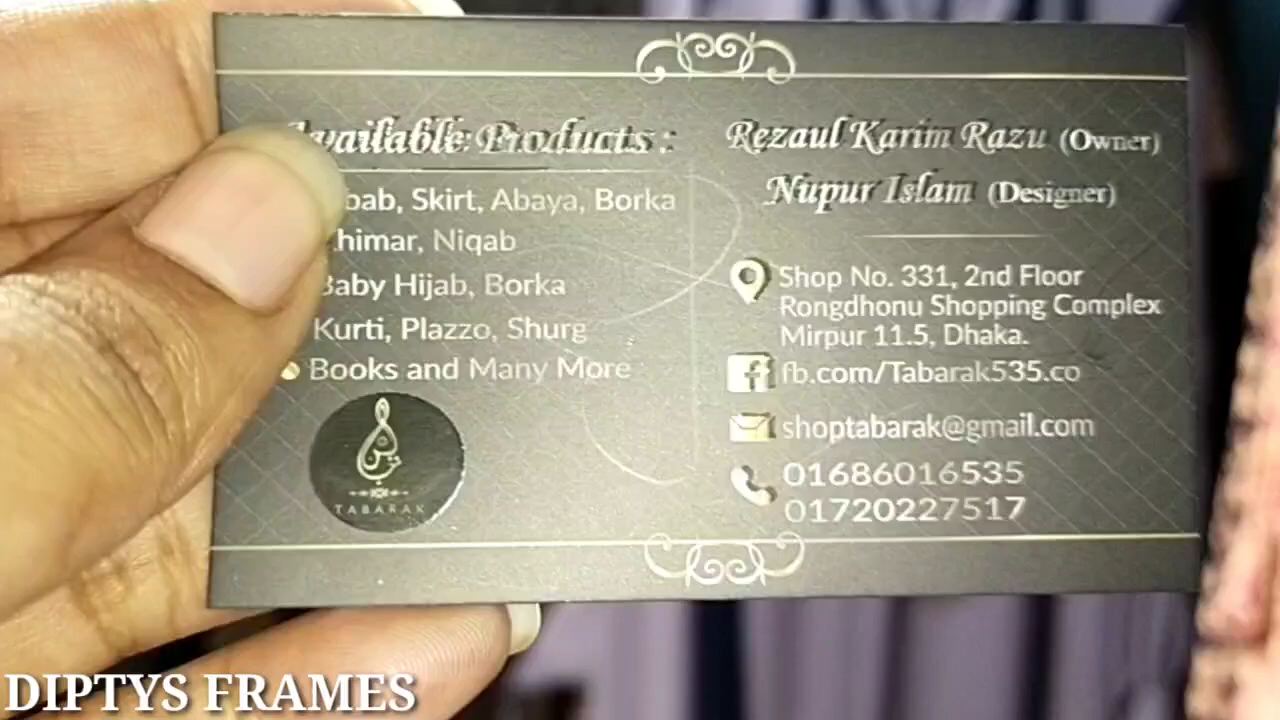 Available Products :
Skirt, Abaya, Borka
Niqab
Baby Hijab, Borka
Kurti, Plazzo, Shurg
Books and Many More
TABARAK
Rezaul Karim Razu (Owner)
Nupur Islam (Designer)
Shop No. 331, 2nd Floor
Rongdhonu Shopping Complex
Mirpur 11.5, Dhaka.
fb.com/Tabarak535.co
shoptabarak@gmail.com
01686016535
01720227517
DIPTYS FRAMES